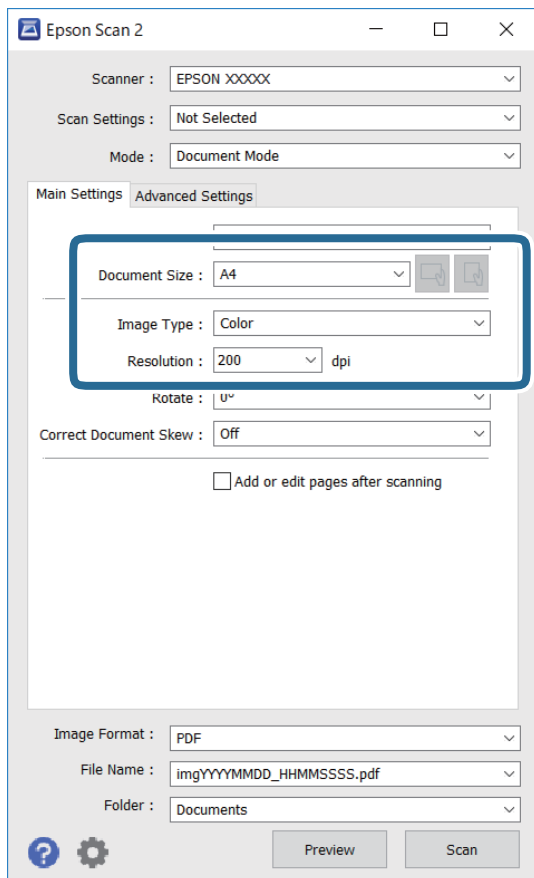 Epson Scan 2
Scanner : EPSON XXXXX
Scan Settings : Not Selected
Mode : Document Mode
Main Settings Advanced Settings
Document Size : A4
Image Type : Color
Resolution : 200 dpi
Rotate : 0°
Correct Document Skew : Off
Add or edit pages after scanning
Image Format : PDF
File Name : imgYYYYMMDD_HHMMSSSS.pdf
Folder : Documents
? Preview Scan